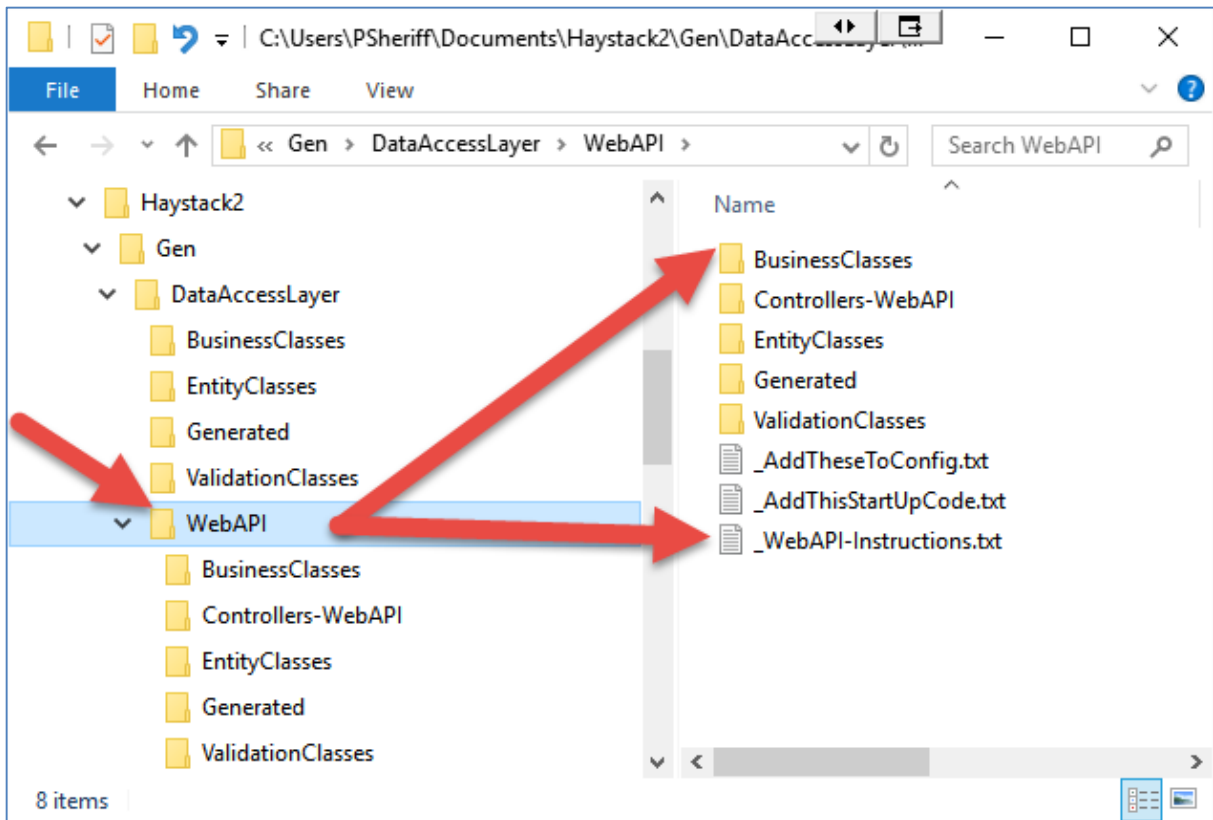 C:\Users\PSheriff\Documents\Haystack2\Gen\DataAcc
File Home Share View
« Gen > DataAccessLayer > WebAPI >
Search WebAPI
Haystack2
Gen
DataAccessLayer
BusinessClasses
EntityClasses
Generated
ValidationClasses
WebAPI
BusinessClasses
Controllers-WebAPI
EntityClasses
Generated
ValidationClasses
Name
BusinessClasses
Controllers-WebAPI
EntityClasses
Generated
ValidationClasses
_AddTheseToConfig.txt
_AddThisStartUpCode.txt
_WebAPI-Instructions.txt
8 items